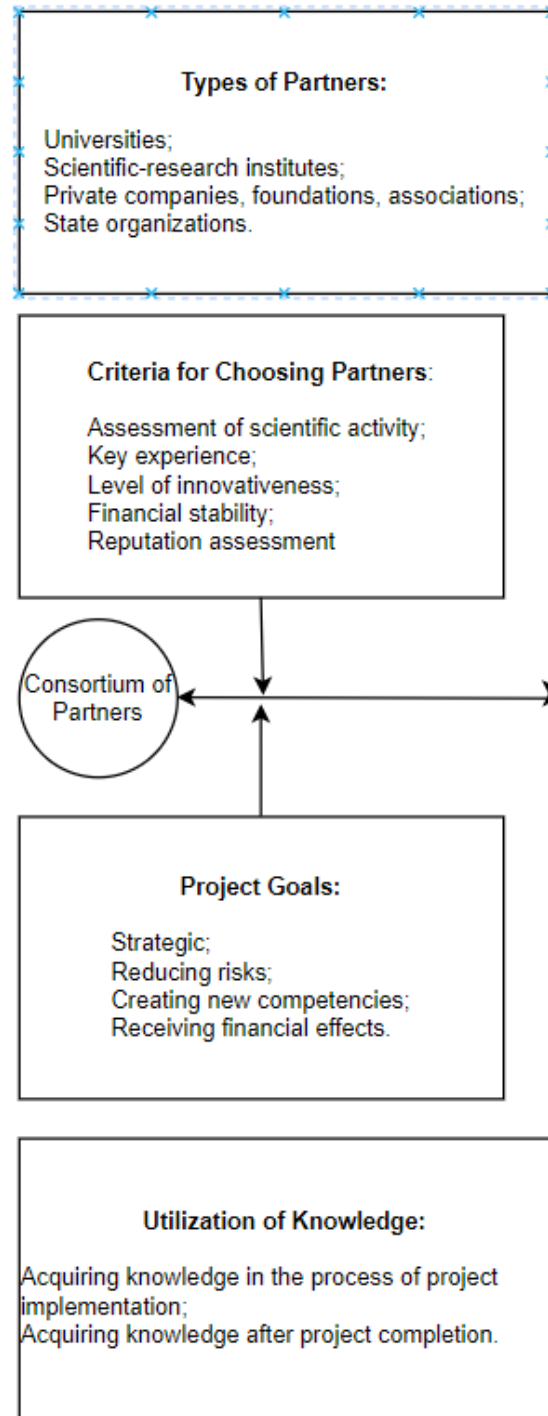 Types of Partners:
Universities;
Scientific-research institutes;
Private companies, foundations, associations;
State organizations.
Criteria for Choosing Partners:
Assessment of scientific activity;
Key experience;
Level of innovativeness;
Financial stability;
Reputation assessment
Consortium of
Partners
Project Goals:
Strategic;
Reducing risks;
Creating new competencies;
Receiving financial effects.
Utilization of Knowledge:
Acquiring knowledge in the process of project
implementation;
Acquiring knowledge after project completion.